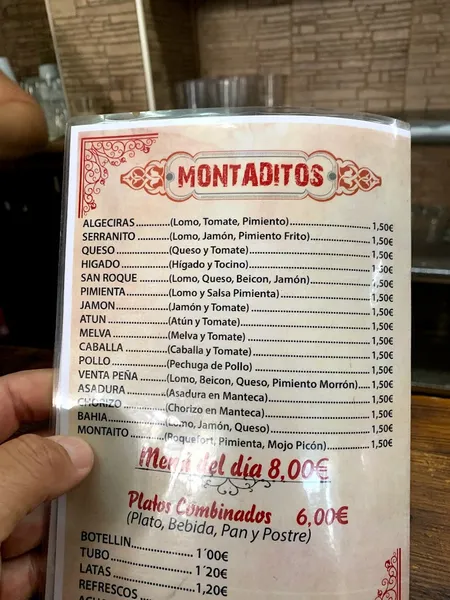 MONTADITOS
ALGECIRAS (Lomo, Tomate, Pimiento) 1,50€
SERRANITO (Lomo, Jamón, Pimiento Frito) 1,50€
QUESO (Queso y Tomate) 1,50€
HIGADO (Hígado y Tocino) 1,50€
SAN ROQUE (Lomo, Queso, Beicon, Jamón) 1,50€
PIMIENTA (Lomo y Salsa Pimienta) 1,50€
JAMON (Jamón y Tomate) 1,50€
ATUN (Atún y Tomate) 1,50€
MELVA (Melva y Tomate) 1,50€
CABALLA (Caballa y Tomate) 1,50€
POLLO (Pechuga de Pollo) 1,50€
VENTA PEÑA (Lomo, Beicon, Queso, Pimiento Morrón) 1,50€
ASADURA (Asadura en Manteca) 1,50€
CHORIZO (Chorizo en Manteca) 1,50€
BAHIA (Lomo, Jamón, Queso) 1,50€
MONTAITO (Roquefort, Pimienta, Mojo Picón) 1,50€
Menú del día 8,00€
Platos Combinados 6,00€
(Plato, Bebida, Pan y Postre)
BOTELLIN 1´00€
TUBO 1´20€
LATAS 1,20€
REFRESCOS